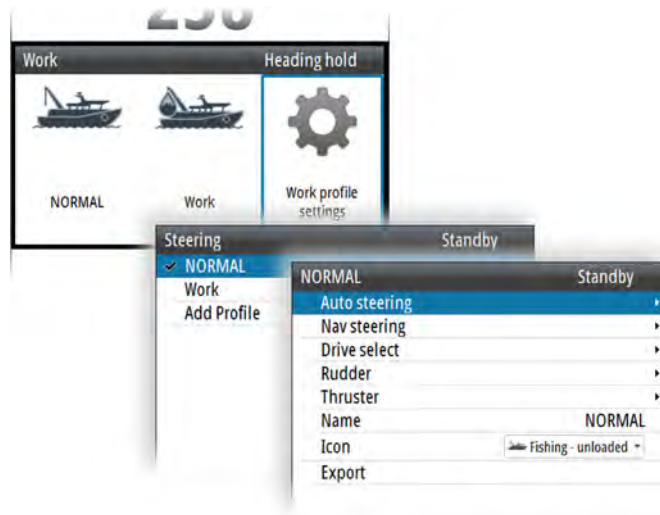 Work Heading hold
NORMAL Work Work profile
settings
Steering Standby
NORMAL
Work
Add Profile
NORMAL Standby
Auto steering
Nav steering
Drive select
Rudder
Thruster
Name NORMAL
Icon Fishing - unloaded
Export